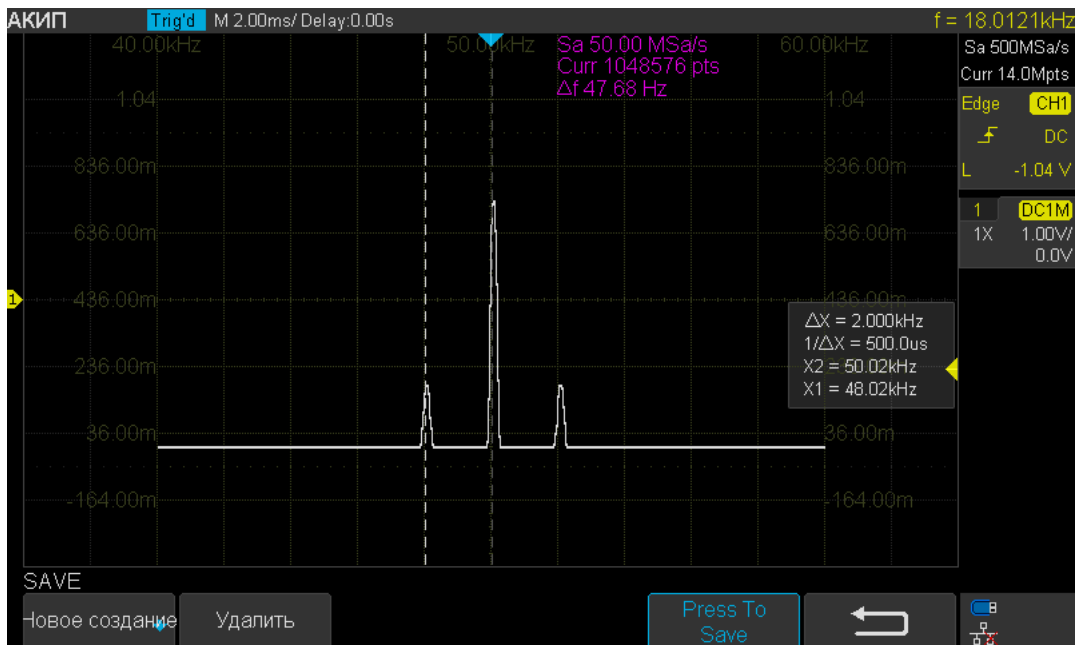 АКИП Trig'd M 2.00ms/ Delay:0.00s f = 18.0121kHz
40.00kHz 50.00kHz Sa 50.00 MSa/s 60.00kHz Sa 500MSa/s
Curr 1048576 pts Curr 14.0Mpts
Δf 47.68 Hz
1.04 1.04 Edge CH1
DC
836.00m 836.00m L -1.04 V
1 DC1M
636.00m 636.00m 1X 1.00V/
0.0V
1 436.00m 436.00m
ΔX = 2.000kHz
1/ΔX = 500.0us
236.00m X2 = 50.02kHz
X1 = 48.02kHz
36.00m 36.00m
-164.00m -164.00m
SAVE
Новое создание Удалить Press To
Save